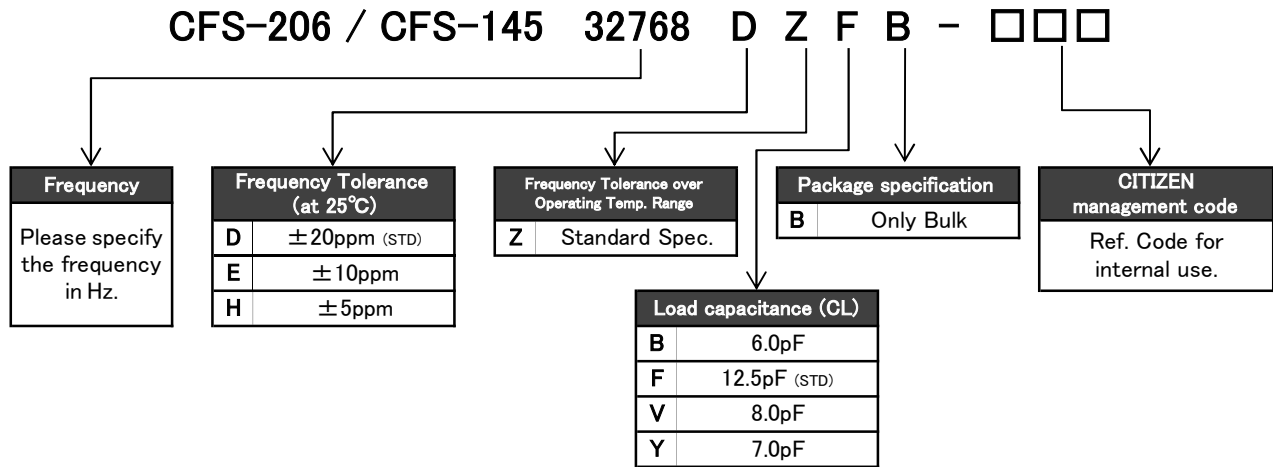 CFS-206 / CFS-145 32768 D Z F B - □□□
Frequency
Please specify
the frequency
in Hz.
Frequency Tolerance
(at 25℃)
D ±20ppm (STD)
E ±10ppm
H ±5ppm
Frequency Tolerance over
Operating Temp. Range
Z Standard Spec.
Load capacitance (CL)
B 6.0pF
F 12.5pF (STD)
V 8.0pF
Y 7.0pF
Package specification
B Only Bulk
CITIZEN
management code
Ref. Code for
internal use.